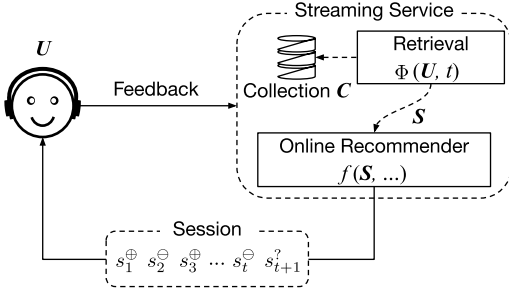 Streaming Service
U
Retrieval
Φ (U, t)
Feedback
Collection C
S
Online Recommender
f (S, ...)
Session
s₁^⊕ s₂^⊖ s₃^⊕ ... sₜ^⊖ sₜ₊₁^?